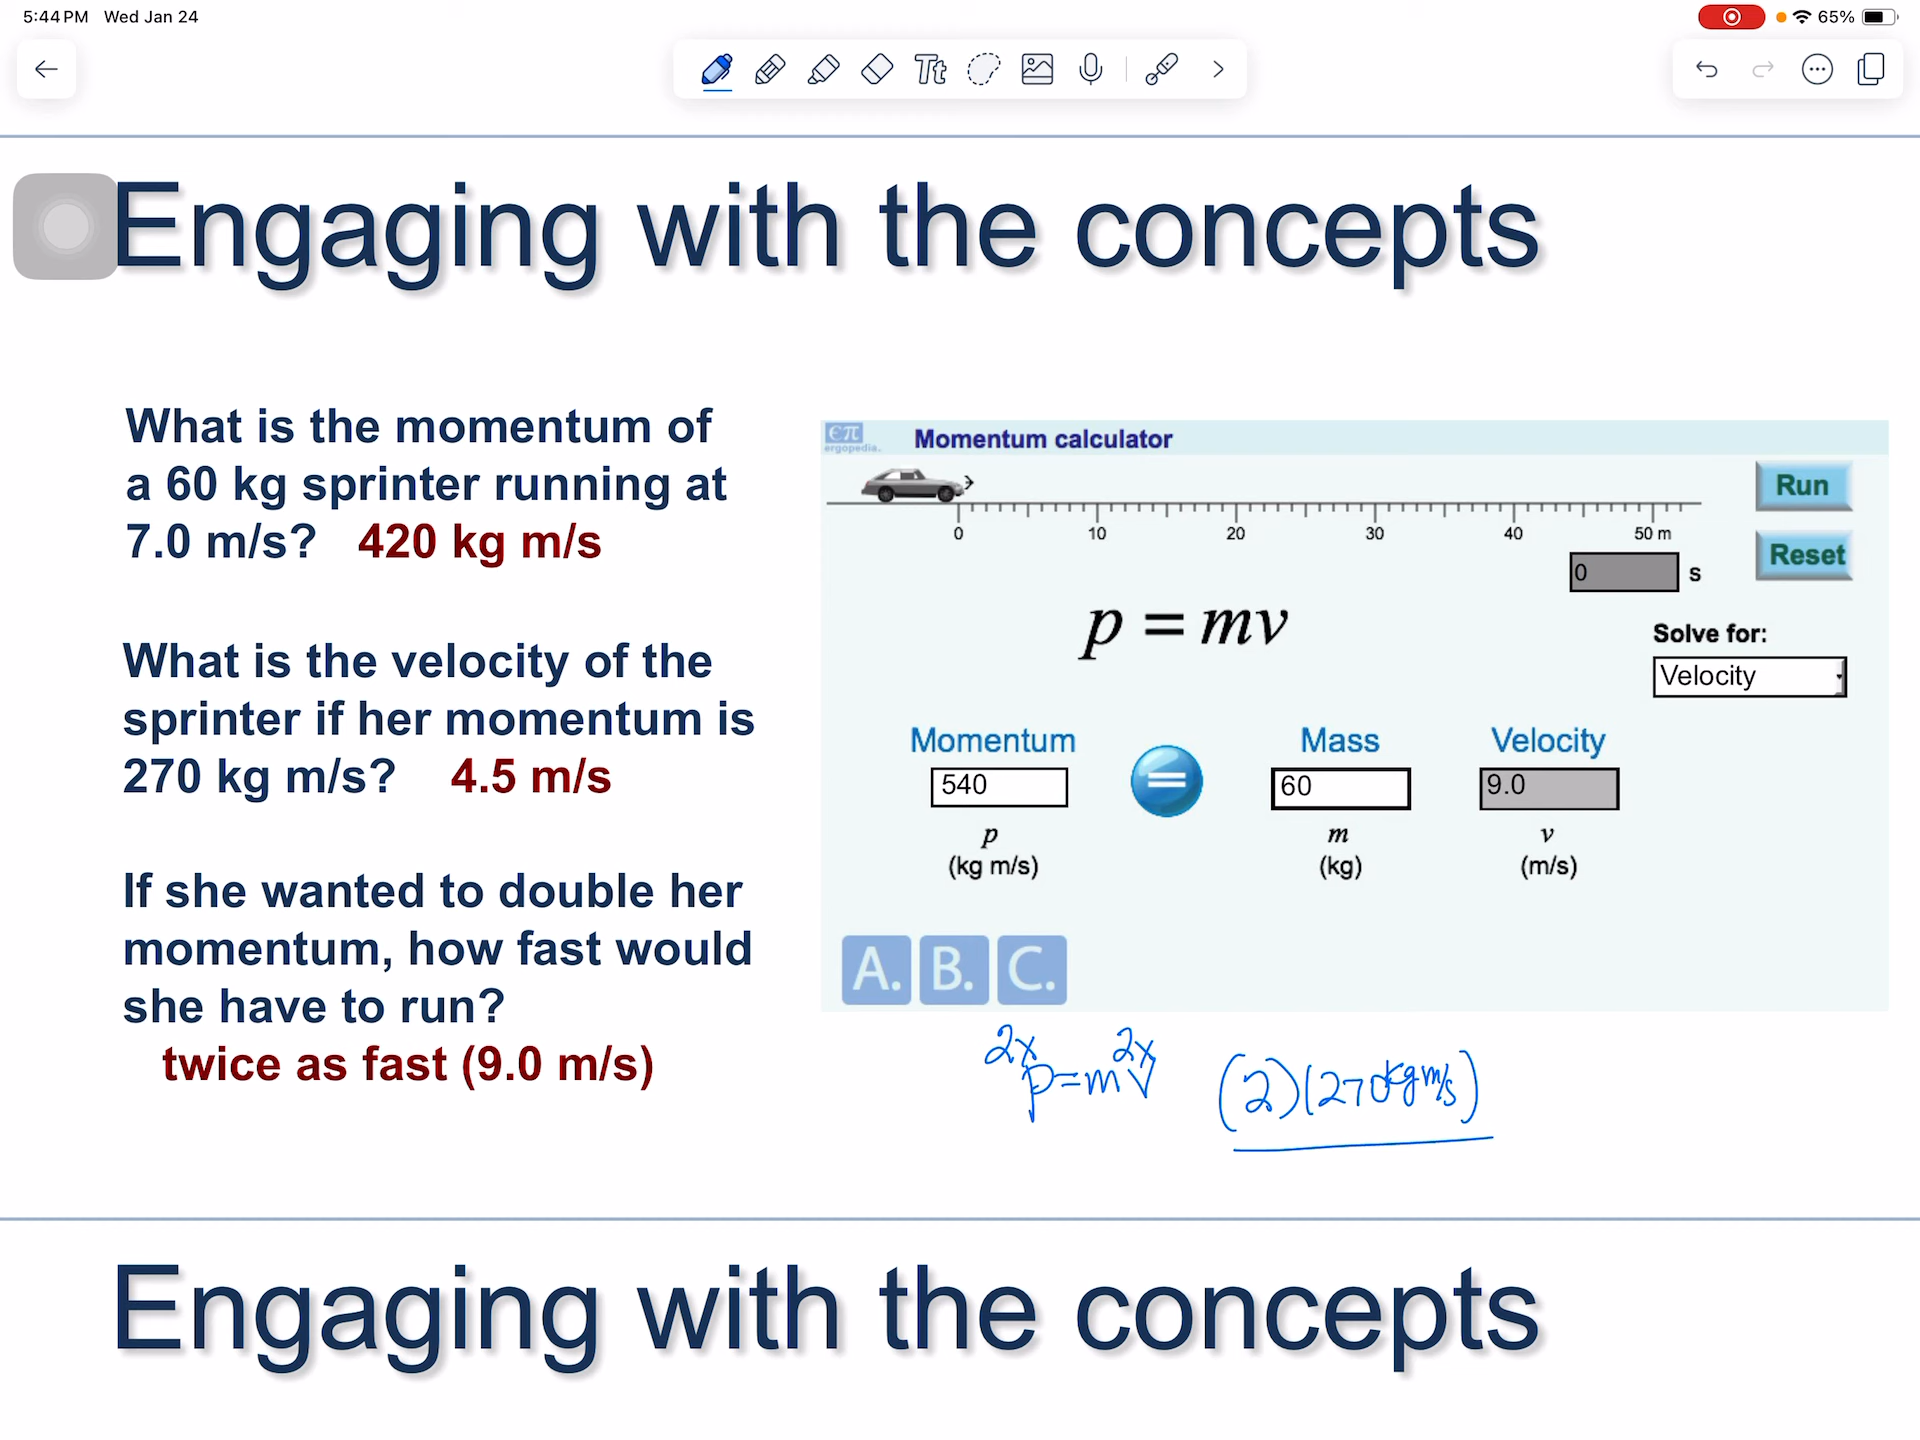 5:44 PM Wed Jan 24
65%
Tt
Engaging with the concepts
What is the momentum of
a 60 kg sprinter running at
7.0 m/s? 420 kg m/s
What is the velocity of the
sprinter if her momentum is
270 kg m/s? 4.5 m/s
If she wanted to double her
momentum, how fast would
she have to run?
twice as fast (9.0 m/s)
єπ
ergopedia
Momentum calculator
Run
0 10 20 30 40 50 m
Reset
0 s
p = mv
Solve for:
Velocity
Momentum Mass Velocity
540 = 60 9.0
p m v
(kg m/s) (kg) (m/s)
A. B. C.
2x 2x
p=mv (2)(270kgm/s)
Engaging with the concepts